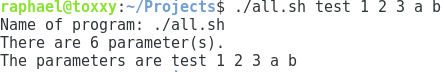 raphael@toxxy:~/Projects$ ./all.sh test 1 2 3 a b
Name of program: ./all.sh
There are 6 parameter(s).
The parameters are test 1 2 3 a b